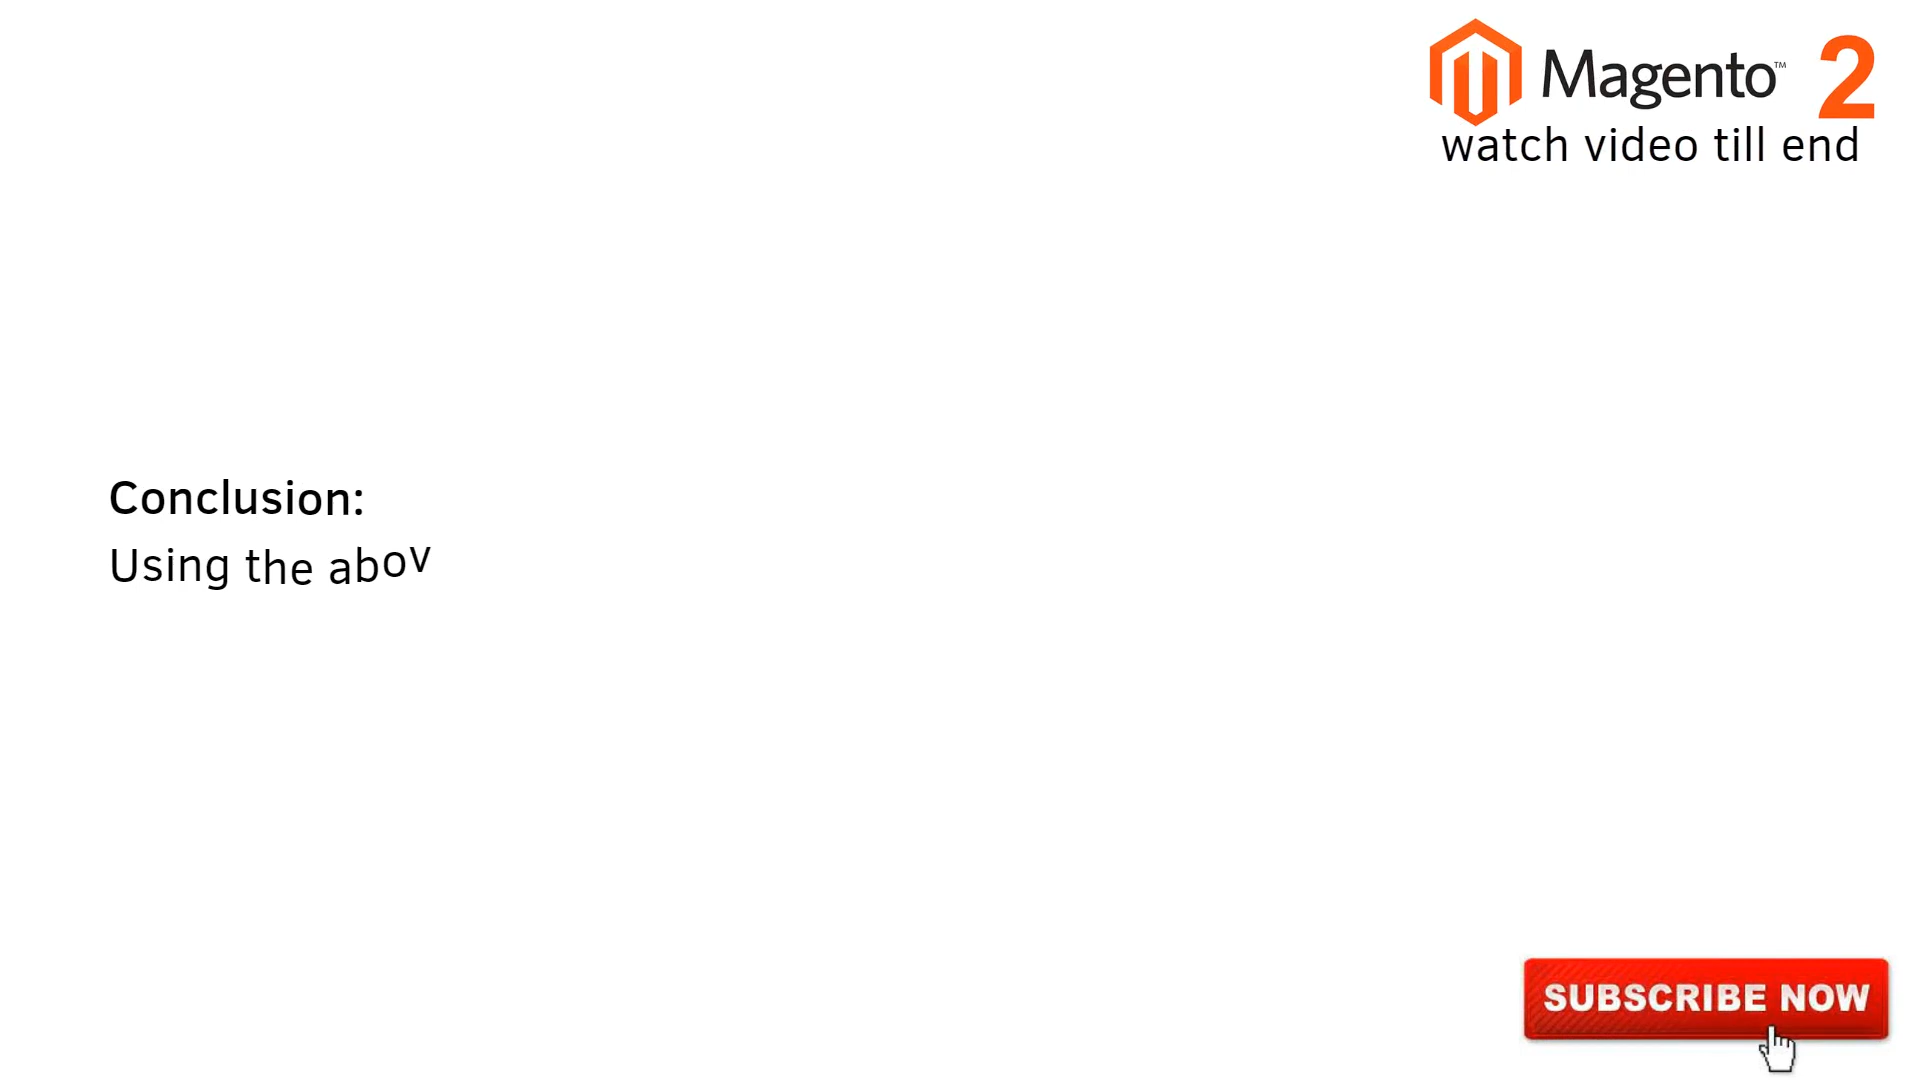 Magento™ 2
watch video till end
Conclusion:
Using the abov
SUBSCRIBE NOW